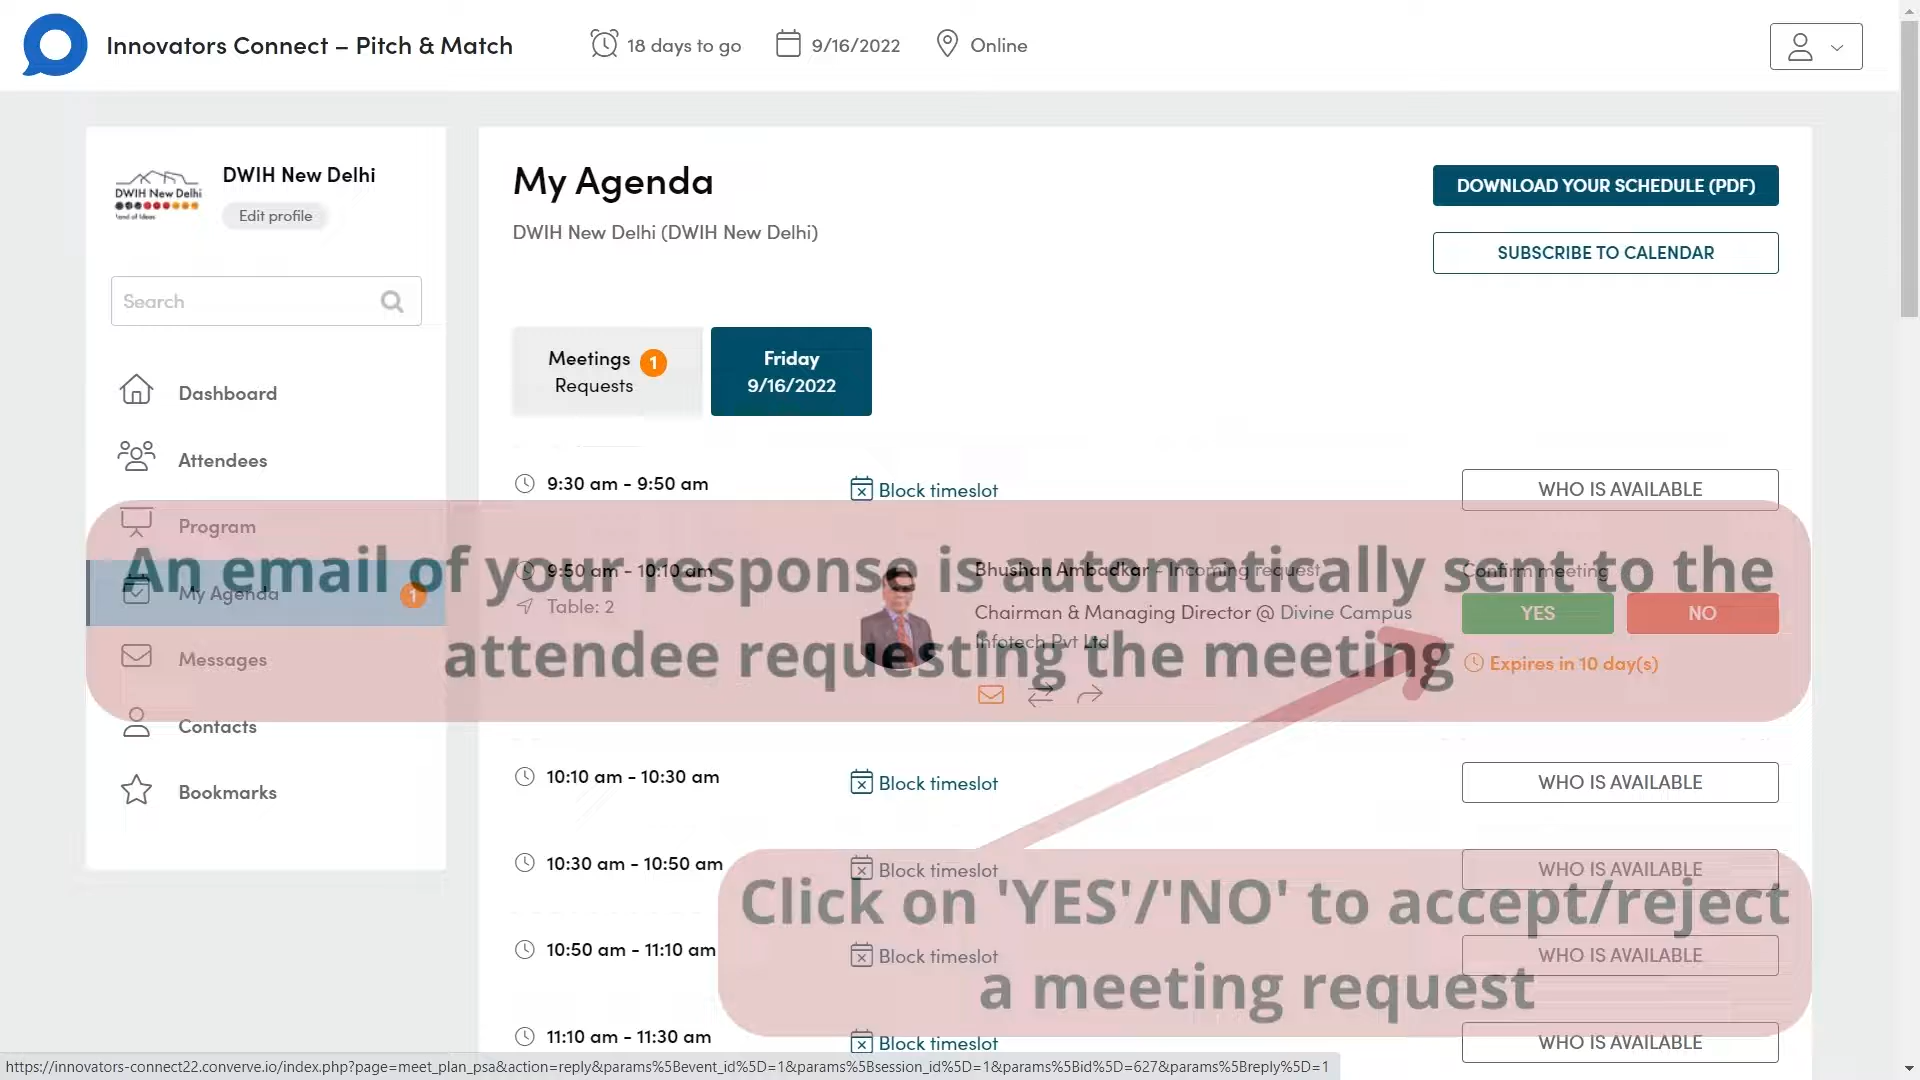 Innovators Connect – Pitch & Match
18 days to go
9/16/2022
Online
DWIH New Delhi
DWIH New Delhi
Land of Ideas
Edit profile
Search
Dashboard
Attendees
Program
My Agenda
1
Messages
Contacts
Bookmarks
My Agenda
DWIH New Delhi (DWIH New Delhi)
DOWNLOAD YOUR SCHEDULE (PDF)
SUBSCRIBE TO CALENDAR
Meetings 1
Requests
Friday
9/16/2022
9:30 am - 9:50 am
Block timeslot
WHO IS AVAILABLE
An email of your response is automatically sent to the
attendee requesting the meeting
9:50 am - 10:10 am
Table: 2
Bhushan Ambadkar - Incoming request
Chairman & Managing Director @ Divine Campus
Infotech Pvt Ltd
Confirm meeting
YES
NO
Expires in 10 day(s)
10:10 am - 10:30 am
Block timeslot
WHO IS AVAILABLE
10:30 am - 10:50 am
Block timeslot
WHO IS AVAILABLE
Click on 'YES'/'NO' to accept/reject
a meeting request
10:50 am - 11:10 am
Block timeslot
WHO IS AVAILABLE
11:10 am - 11:30 am
Block timeslot
WHO IS AVAILABLE
https://innovators-connect22.converve.io/index.php?page=meet_plan_psa&action=reply&params%5Bevent_id%5D=1&params%5Bsession_id%5D=1&params%5Bid%5D=627&params%5Breply%5D=1